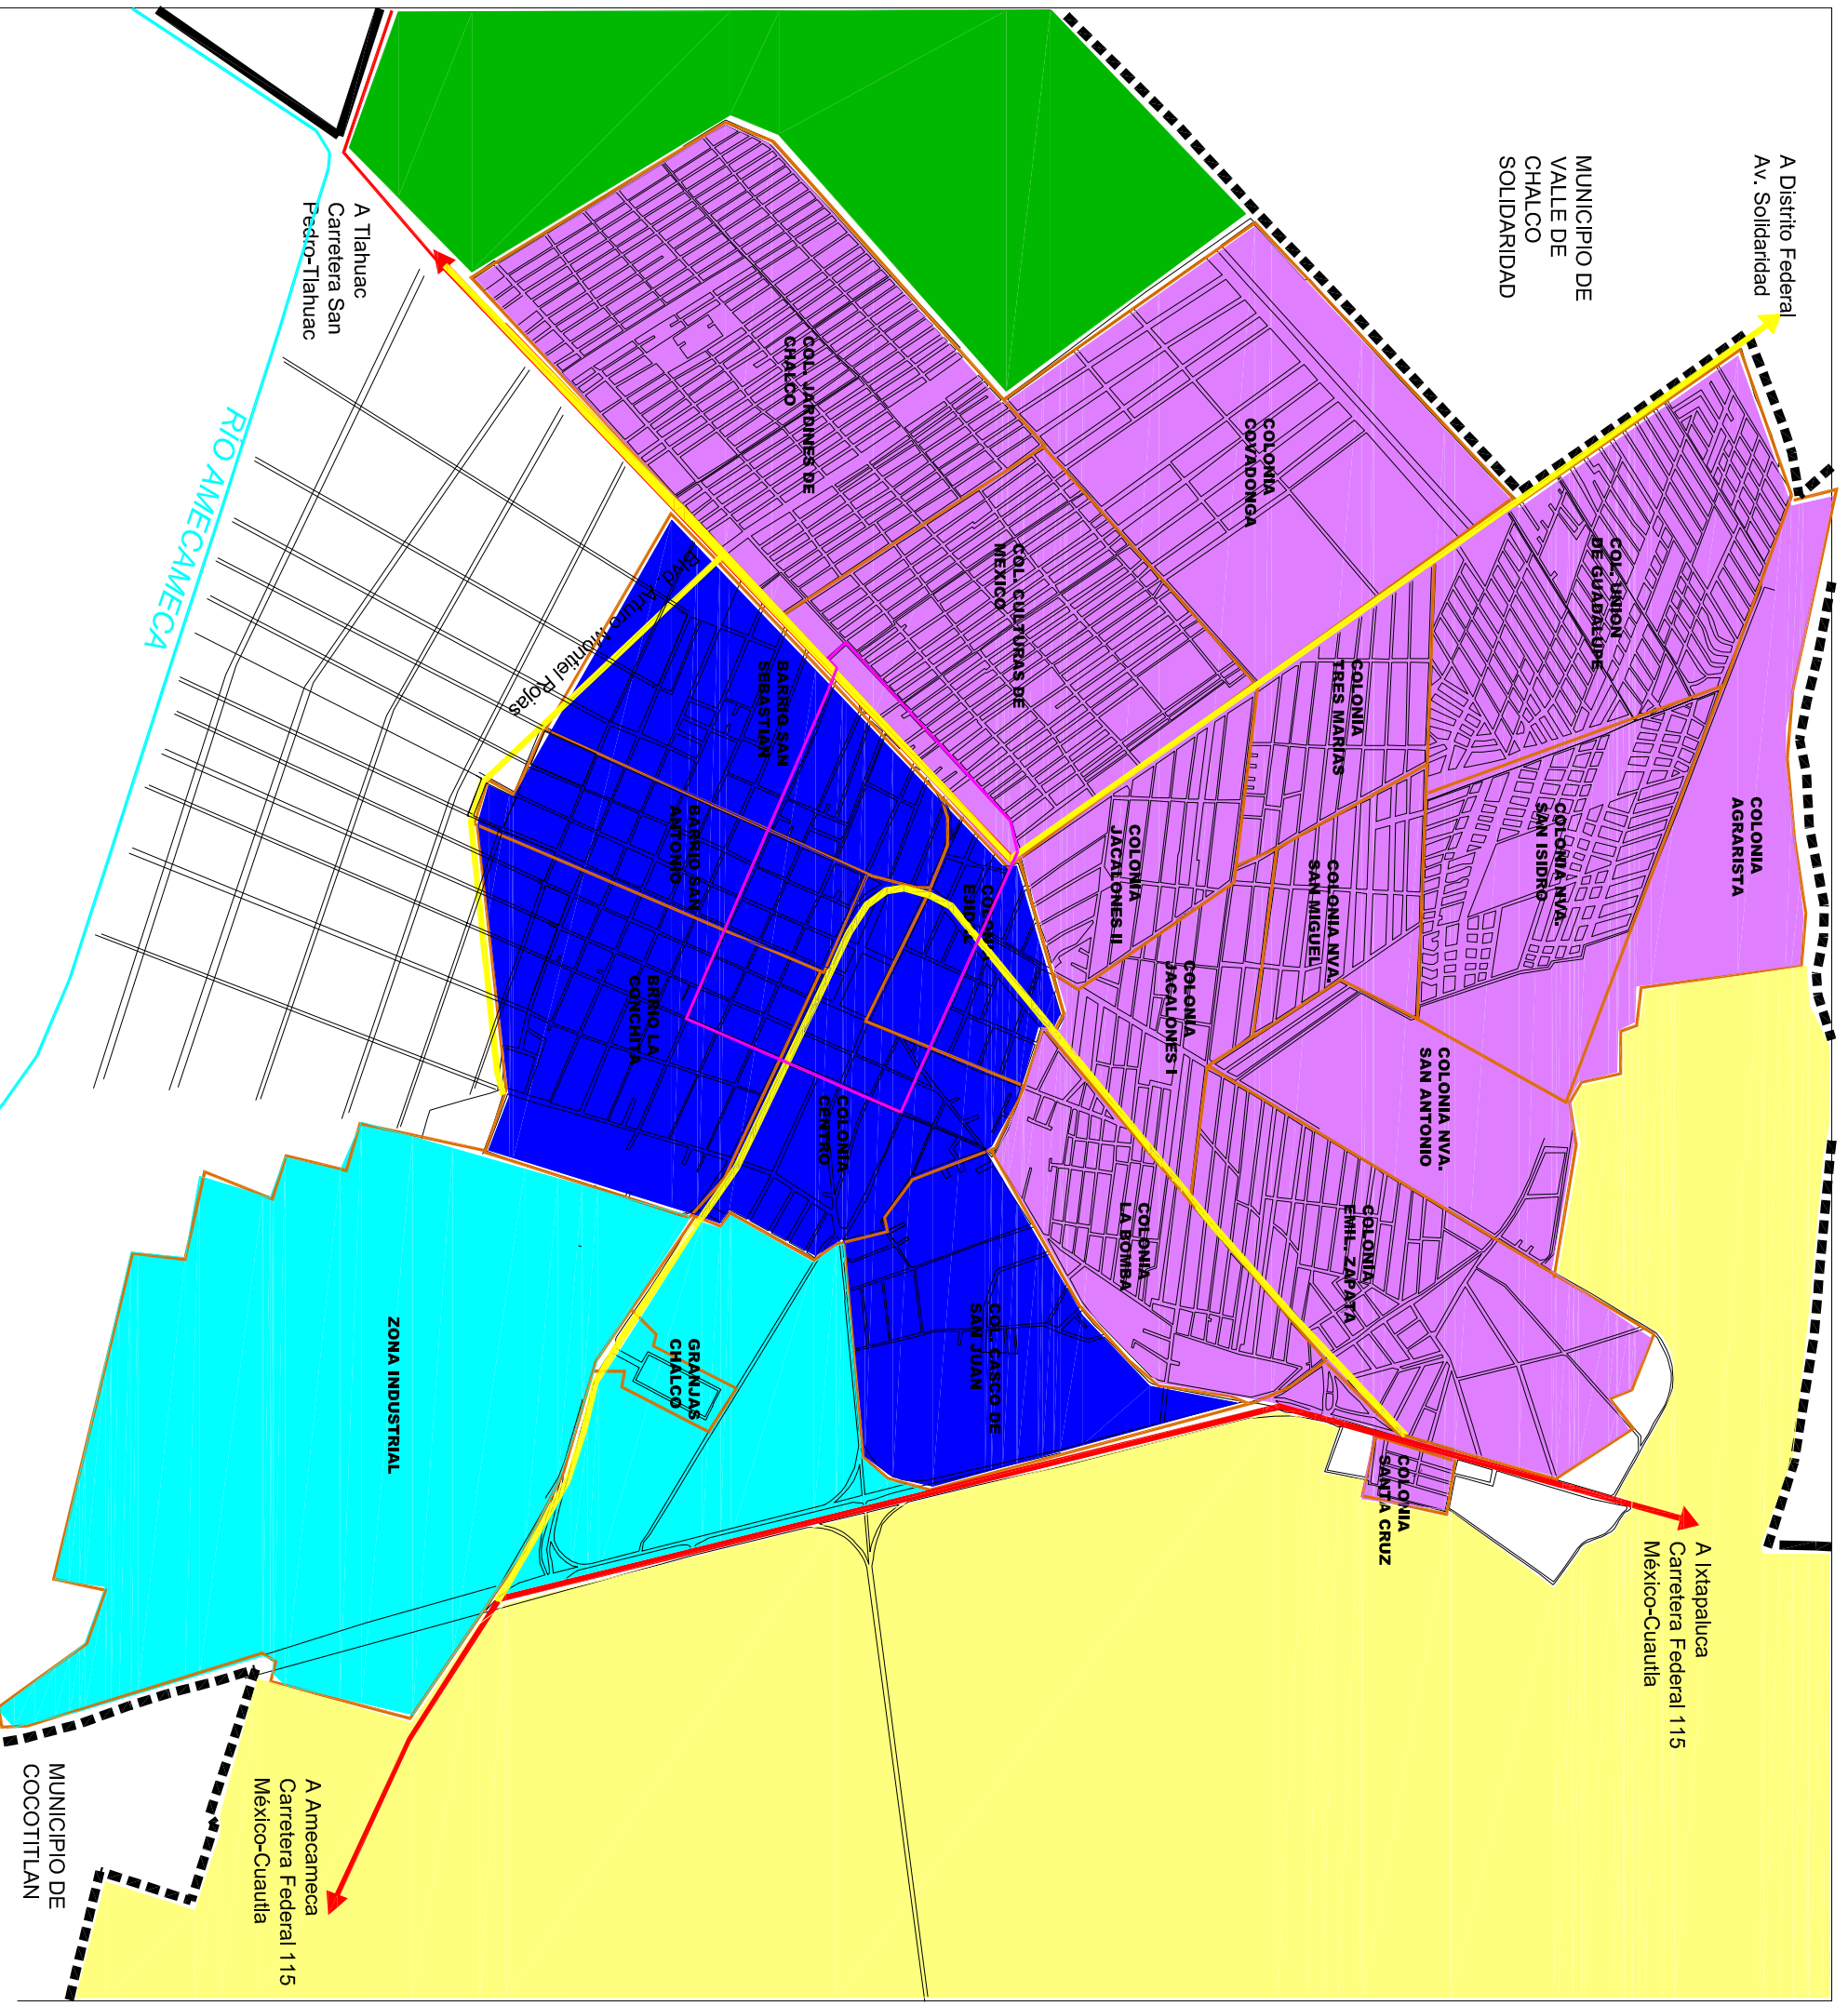 A Distrito Federal
Av. Solidaridad
MUNICIPIO DE
VALLE DE
CHALCO
SOLIDARIDAD
A Tlahuac
Carretera San
Pedro-Tlahuac
RÍO AMECAMECA
COL. JARDINES DE
CHALCO
COLONIA
COVADONGA
COL. UNION
DE GUADALUPE
COL. CULTURAS DE
MEXICO
Blvd. Arturo Montiel Rojas
BARRIO SAN
SEBASTIAN
COLONIA
TRES MARIAS
COLONIA
AGRARISTA
COLONIA NVA.
SAN ISIDRO
BARRIO SAN
ANTONIO
COLONIA
JACALONES II
COLONIA NVA.
SAN MIGUEL
COLONIA
EJIDAL
COLONIA
JACALONES I
BRRIO LA
CONCHITA
COLONIA NVA.
SAN ANTONIO
COLONIA
CENTRO
COLONIA
LA BOMBA
COLONIA
EMIL. ZAPATA
COL. CASCO DE
SAN JUAN
GRANJAS
CHALCO
ZONA INDUSTRIAL
COLONIA
SANTA CRUZ
A Ixtapaluca
Carretera Federal 115
México-Cuautla
A Amecameca
Carretera Federal 115
México-Cuautla
MUNICIPIO DE
COCOTITLAN